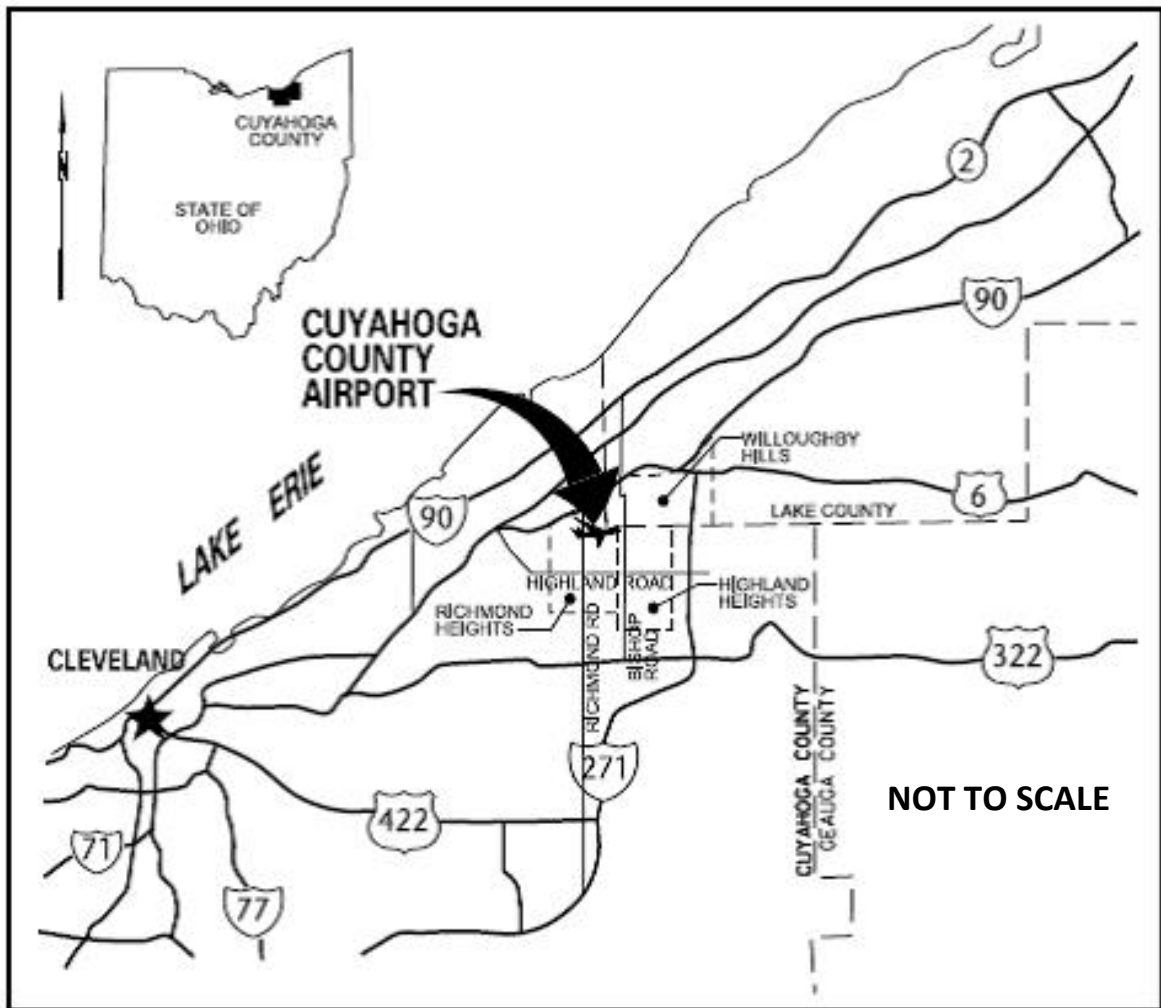 CUYAHOGA
COUNTY
STATE OF
OHIO
N
2
90
CUYAHOGA
COUNTY
AIRPORT
WILLOUGHBY
HILLS
LAKE ERIE
90
6
LAKE COUNTY
HIGHLAND ROAD
RICHMOND
HEIGHTS
HIGHLAND
HEIGHTS
RICHMOND RD
BISHOP
ROAD
CLEVELAND
322
271
CUYAHOGA COUNTY
GEAUGA COUNTY
NOT TO SCALE
422
71
77